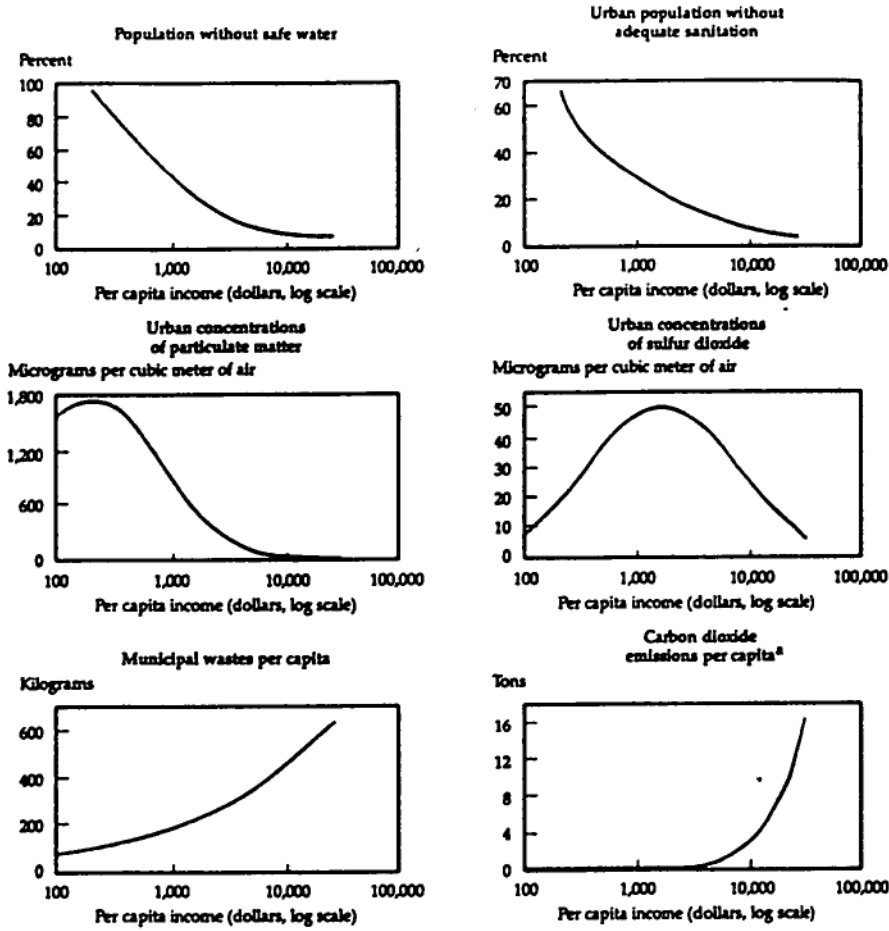 Population without safe water
Percent
100
80
60
40
20
0
100 1,000 10,000 100,000
Per capita income (dollars, log scale)
Urban population without
adequate sanitation
Percent
70
60
40
20
0
100 1,000 10,000 100,000
Per capita income (dollars, log scale)
Urban concentrations
of particulate matter
Micrograms per cubic meter of air
1,800
1,200
600
0
100 1,000 10,000 100,000
Per capita income (dollars, log scale)
Urban concentrations
of sulfur dioxide
Micrograms per cubic meter of air
50
40
30
20
10
0
100 1,000 10,000 100,000
Per capita income (dollars, log scale)
Municipal wastes per capita
Kilograms
600
400
200
0
100 1,000 10,000 100,000
Per capita income (dollars, log scale)
Carbon dioxide
emissions per capitaª
Tons
16
12
8
4
0
100 1,000 10,000 100,000
Per capita income (dollars, log scale)